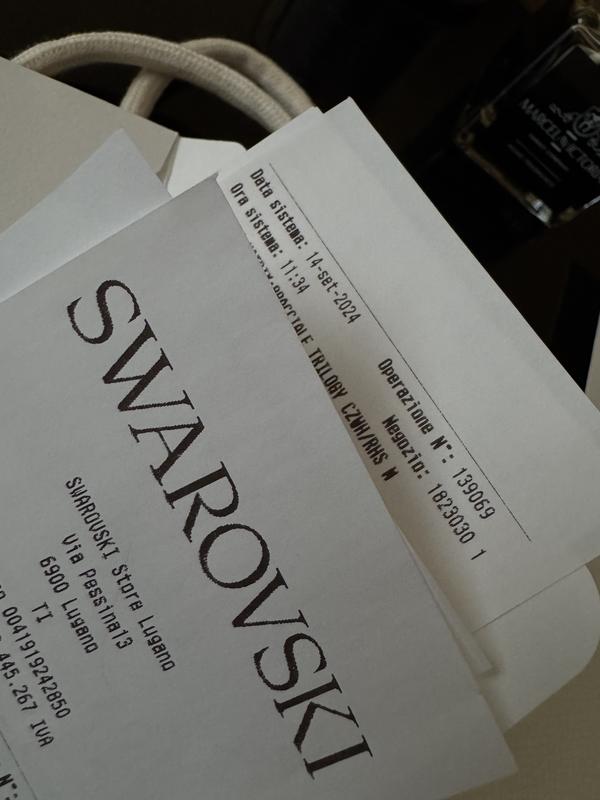 SWAROVSKI
SWAROVSKI Store Lugano
Via Pessina13
6900 Lugano
TI
0041919242850
445.267 IVA
N°:
Data sistema: 14-set-2024
Ora sistema: 11:34
Operazione N°: 139069
Negozio: 1823030 1
TRILOGY CZWH/RHS M